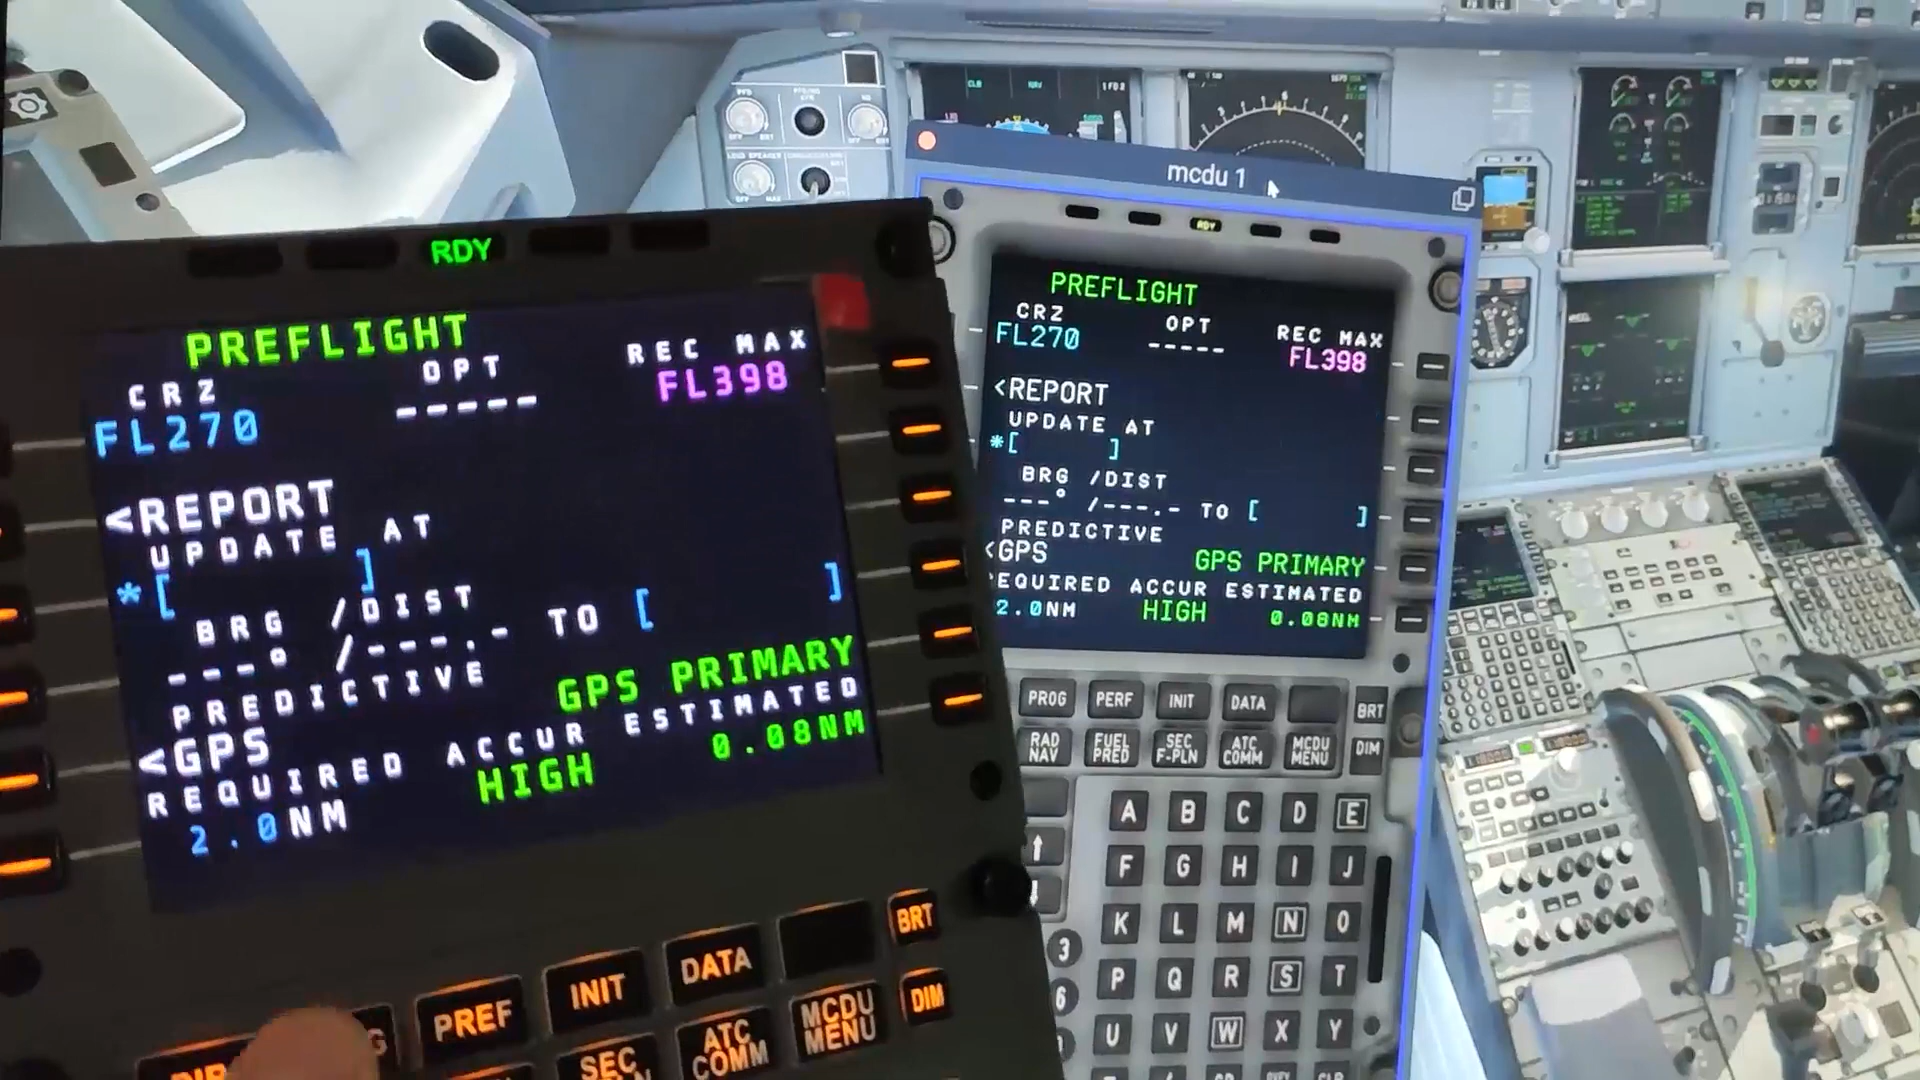 RDY
PREFLIGHT
CRZ OPT REC MAX
FL270 ----- FL398
<REPORT
UPDATE AT
*[ ]
BRG /DIST
---° /---.- TO [ ]
PREDICTIVE
<GPS GPS PRIMARY
REQUIRED ACCUR ESTIMATED
2.0NM HIGH 0.08NM
PREF INIT DATA BRT
SEC
ATC COMM
MCDU MENU
DIM
mcdu 1
RDY
PREFLIGHT
CRZ OPT REC MAX
FL270 ----- FL398
<REPORT
UPDATE AT
*[ ]
BRG /DIST
---° /---.- TO [ ]
PREDICTIVE
<GPS GPS PRIMARY
EQUIRED ACCUR ESTIMATED
2.0NM HIGH 0.08NM
PROG PERF INIT DATA BRT
RAD NAV
FUEL PRED
SEC F-PLN
ATC COMM
MCDU MENU
DIM
A B C D E
F G H I J
K L M N O
3
P Q R S T
6
U V W X Y